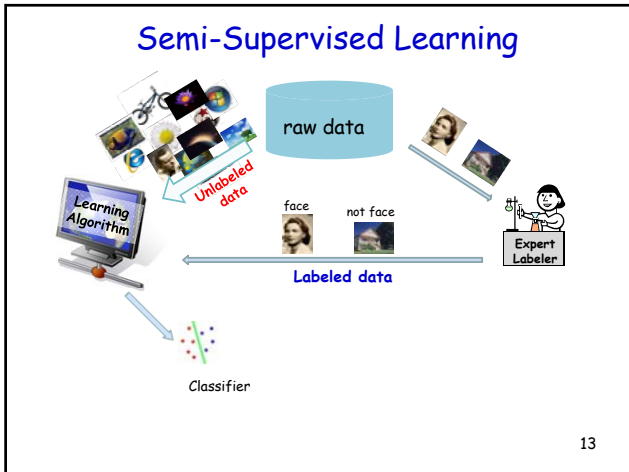 Semi-Supervised Learning
raw data
Unlabeled
data
Learning
Algorithm
face
not face
Expert
Labeler
Labeled data
Classifier
13